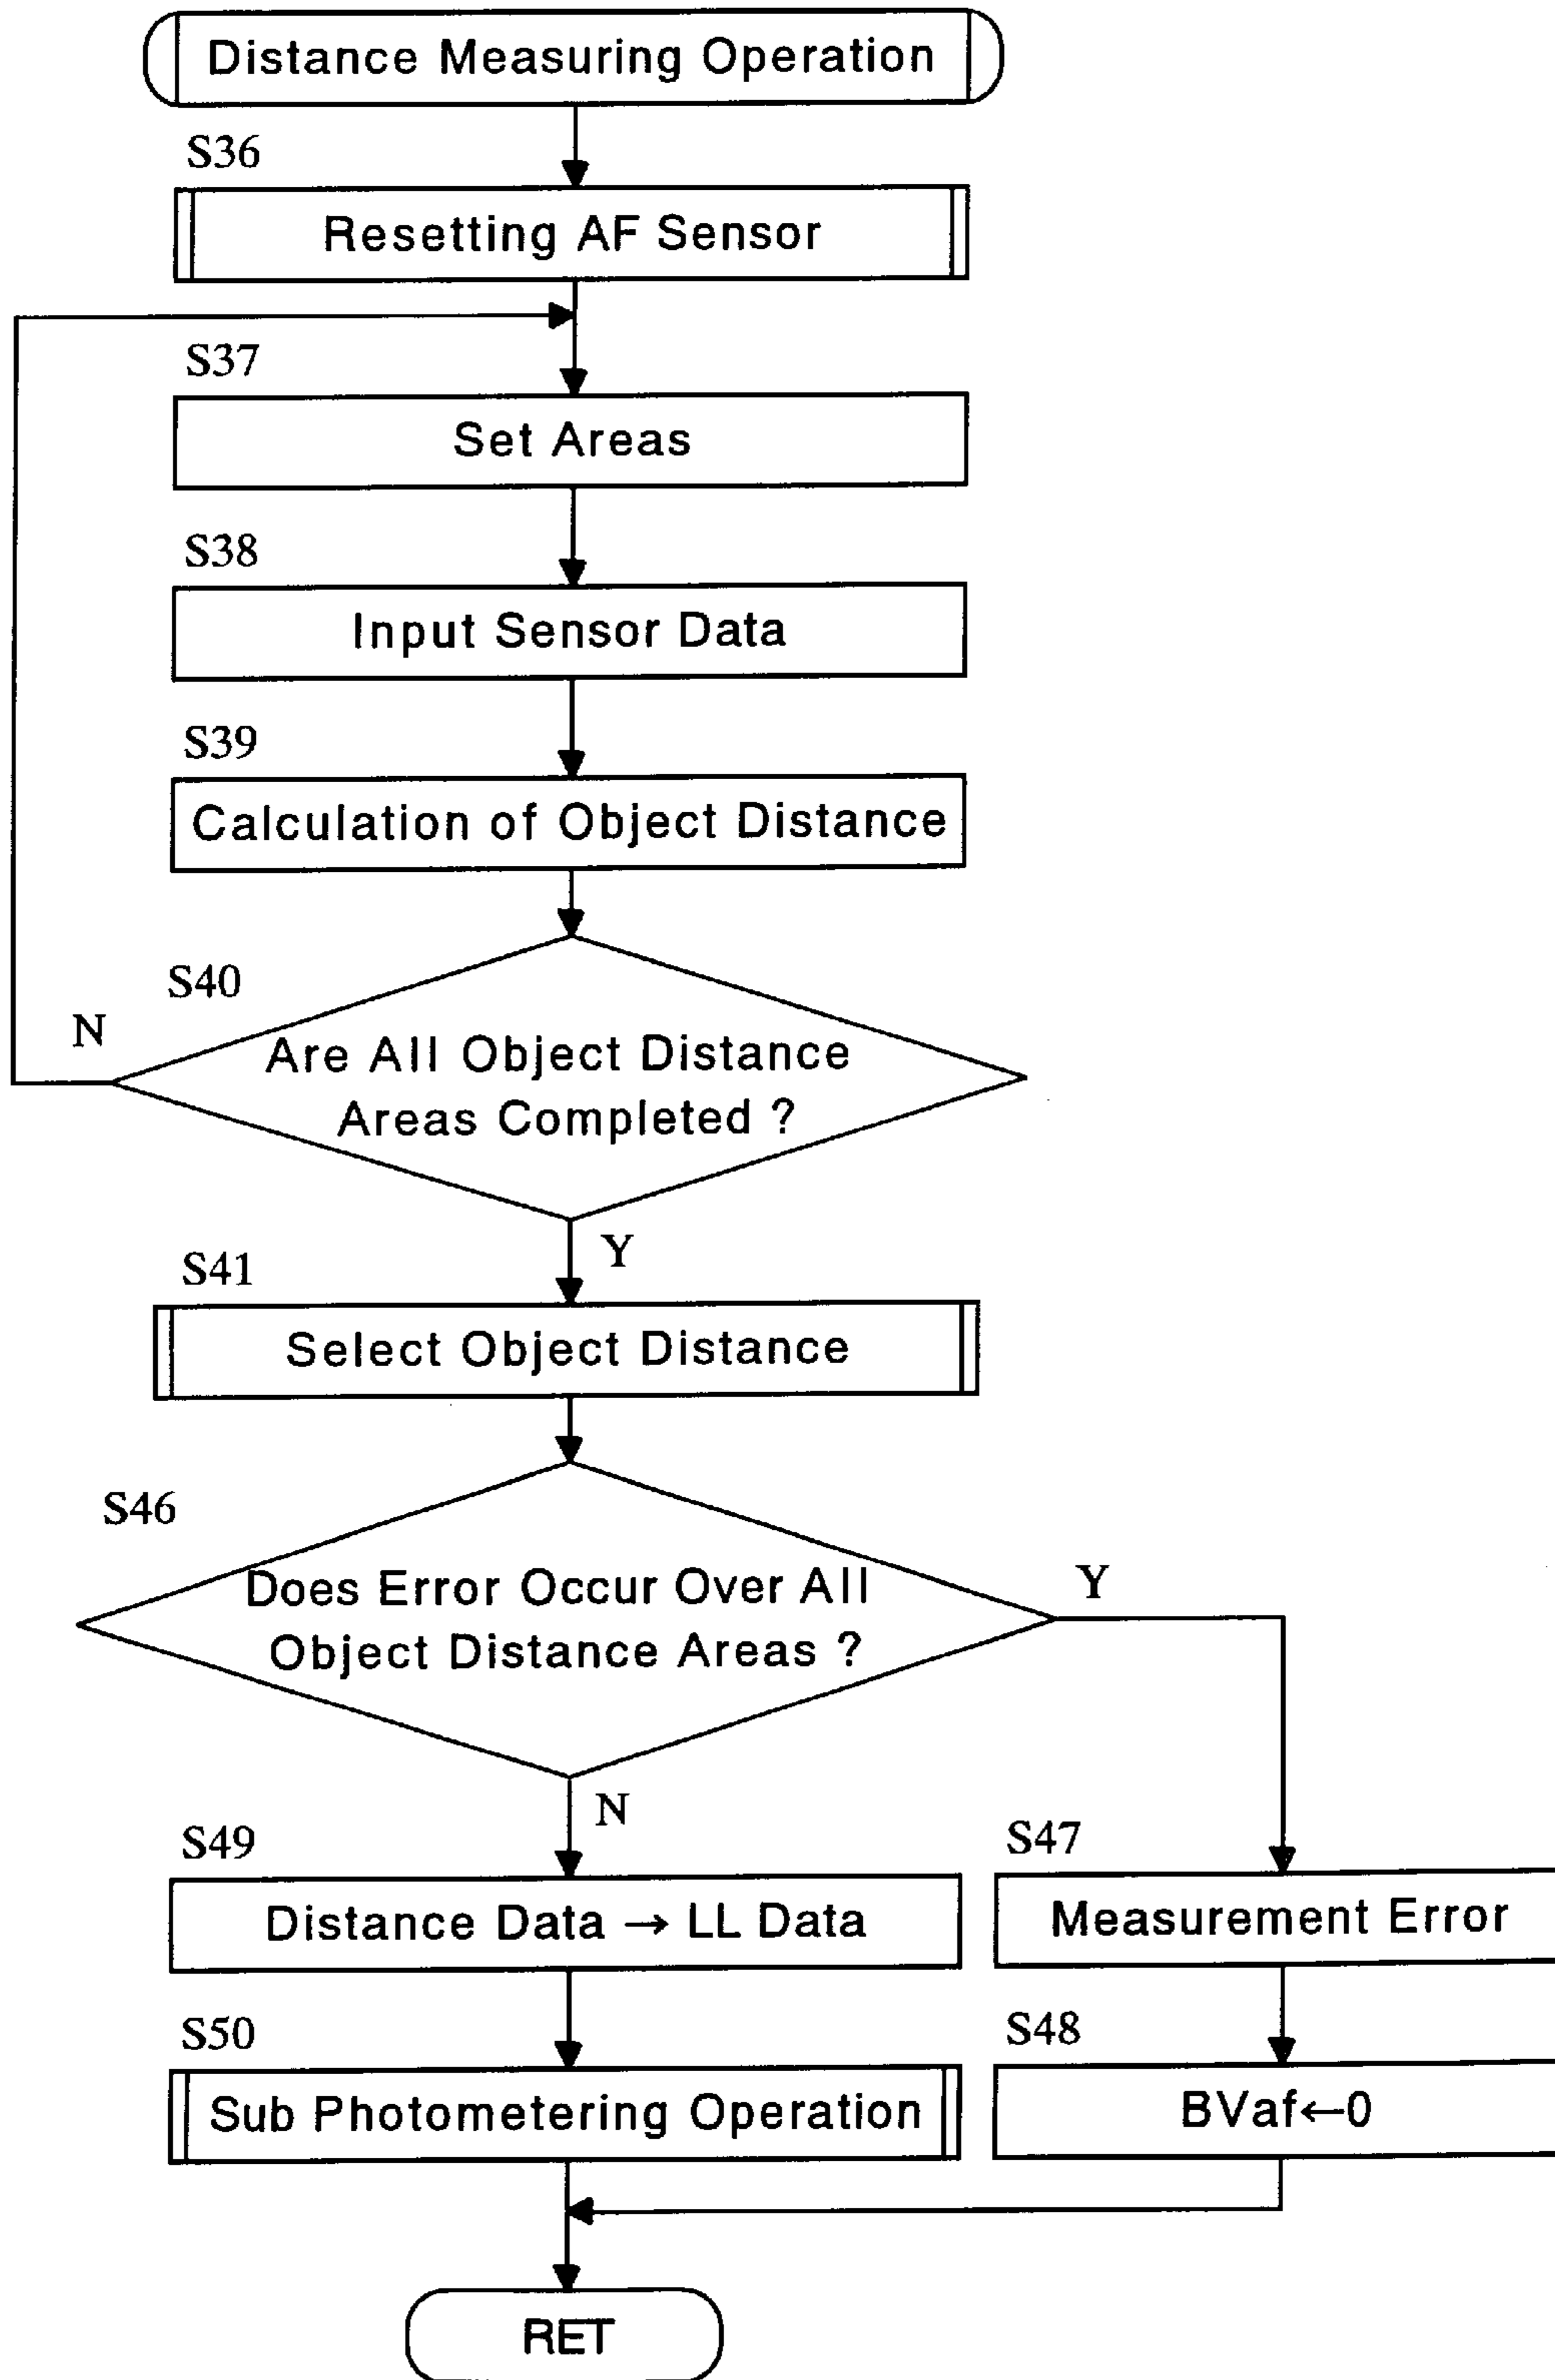 Distance Measuring Operation
S36
Resetting AF Sensor
S37
Set Areas
S38
Input Sensor Data
S39
Calculation of Object Distance
S40
N
Are All Object Distance
Areas Completed ?
Y
S41
Select Object Distance
S46
Does Error Occur Over All
Object Distance Areas ?
Y
N
S49
Distance Data → LL Data
S47
Measurement Error
S50
Sub Photometering Operation
S48
BVaf←0
RET